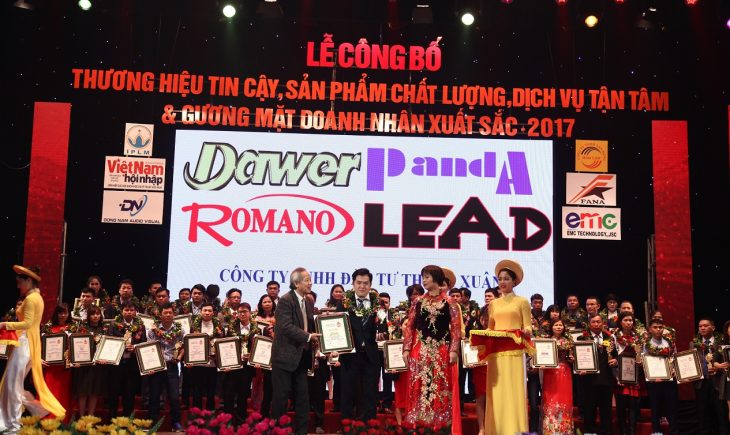 LỄ CÔNG BỐ
THƯƠNG HIỆU TIN CẬY, SẢN PHẨM CHẤT LƯỢNG, DỊCH VỤ TẬN TÂM
& GƯƠNG MẶT DOANH NHÂN XUẤT SẮC - 2017
IPLM
ViệtNam
hội nhập
DN
DONG NAM AUDIO VISUAL
Dawer PandA
ROMANO LEAD
FANA
emc
EMC TECHNOLOGY.,JSC
CÔNG TY XUÂN